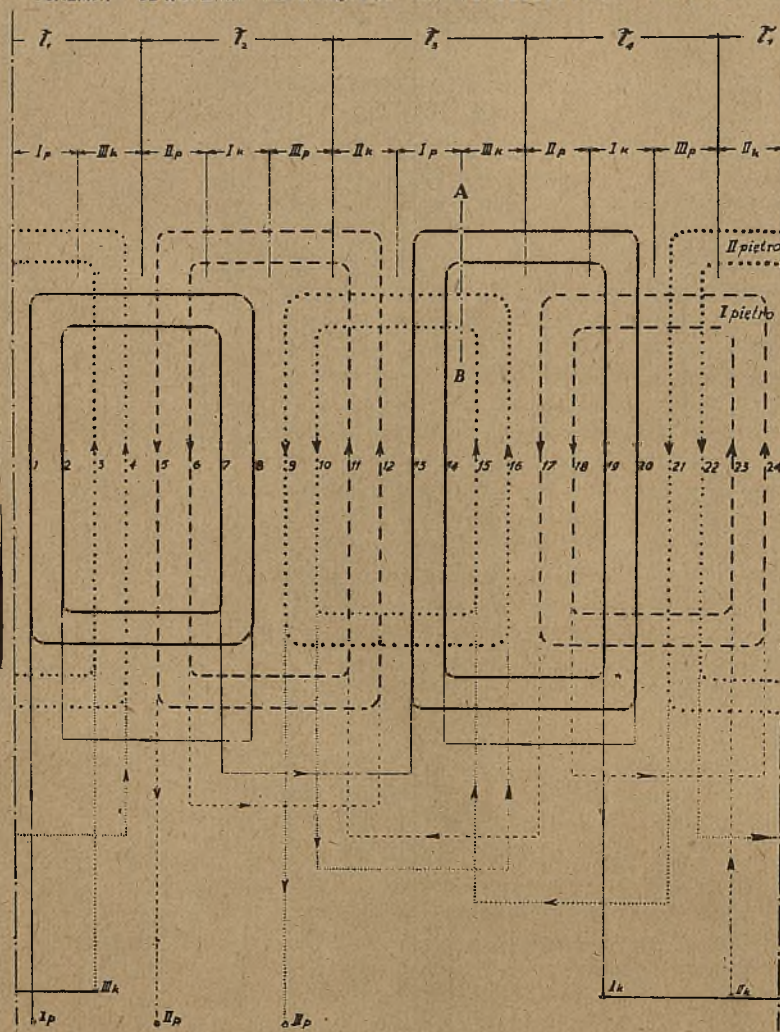 τ₁ τ₂ τ₃ τ₄ τ₁
I p III k II p I k III p II k I p III k II p I k III p II k
A
II piętro
I piętro
B
1 2 3 4 5 6 7 8 9 10 11 12 13 14 15 16 17 18 19 20 21 22 23 24
III k I k II k
I p II p II p